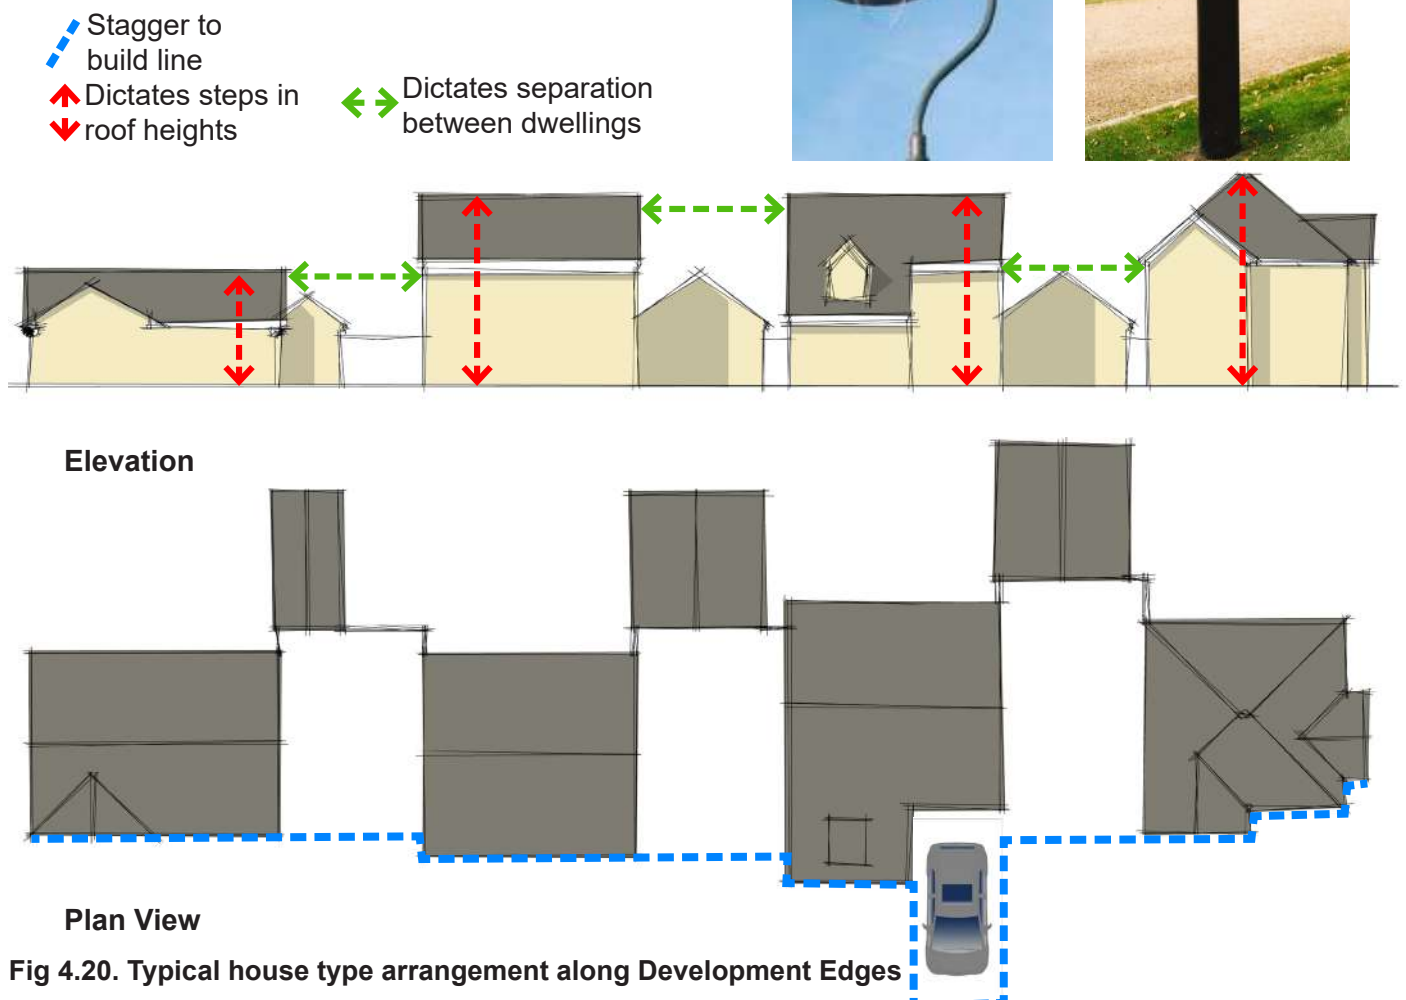 Stagger to
build line
Dictates steps in
roof heights
Dictates separation
between dwellings
Elevation
Plan View
Fig 4.20. Typical house type arrangement along Development Edges